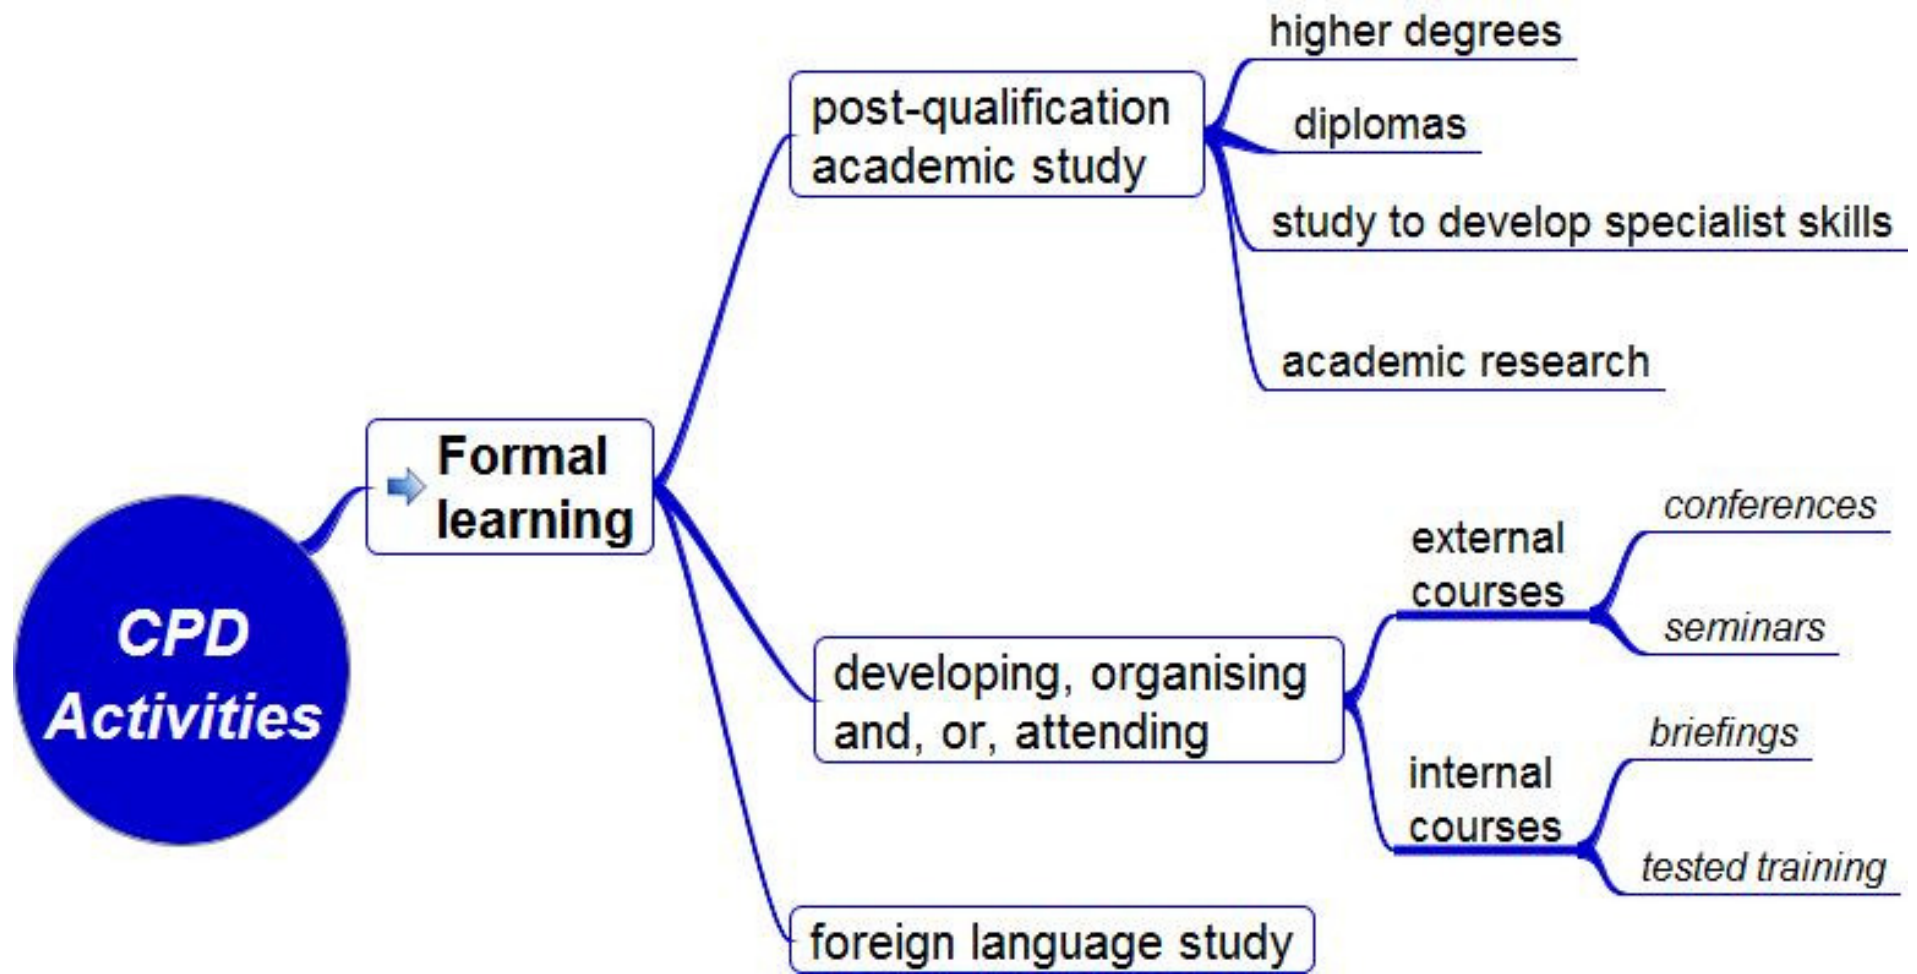 CPD
Activities
Formal
learning
post-qualification
academic study
higher degrees
diplomas
study to develop specialist skills
academic research
developing, organising
and, or, attending
external
courses
conferences
seminars
internal
courses
briefings
tested training
foreign language study